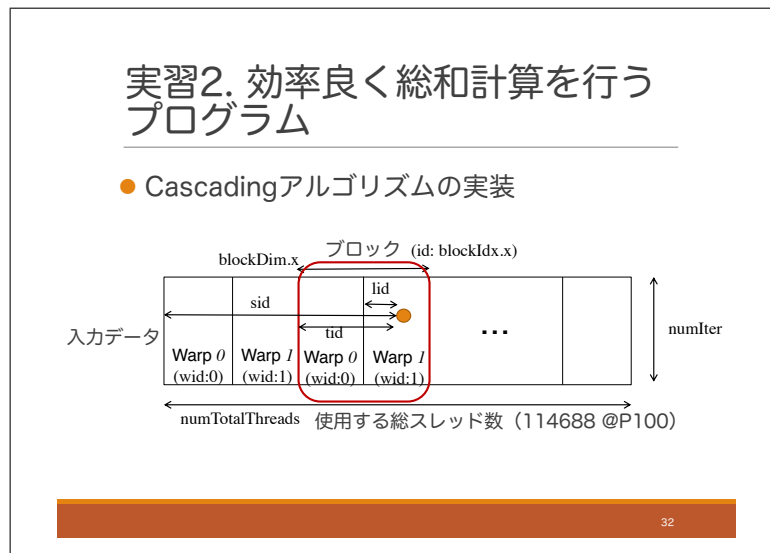 実習2. 効率良く総和計算を行う
プログラム
Cascadingアルゴリズムの実装
ブロック (id: blockIdx.x)
blockDim.x
lid
sid
tid
入力データ
...
numIter
Warp 0 Warp 1 Warp 0 Warp 1
(wid:0) (wid:1) (wid:0) (wid:1)
numTotalThreads 使用する総スレッド数（114688 @P100）
32